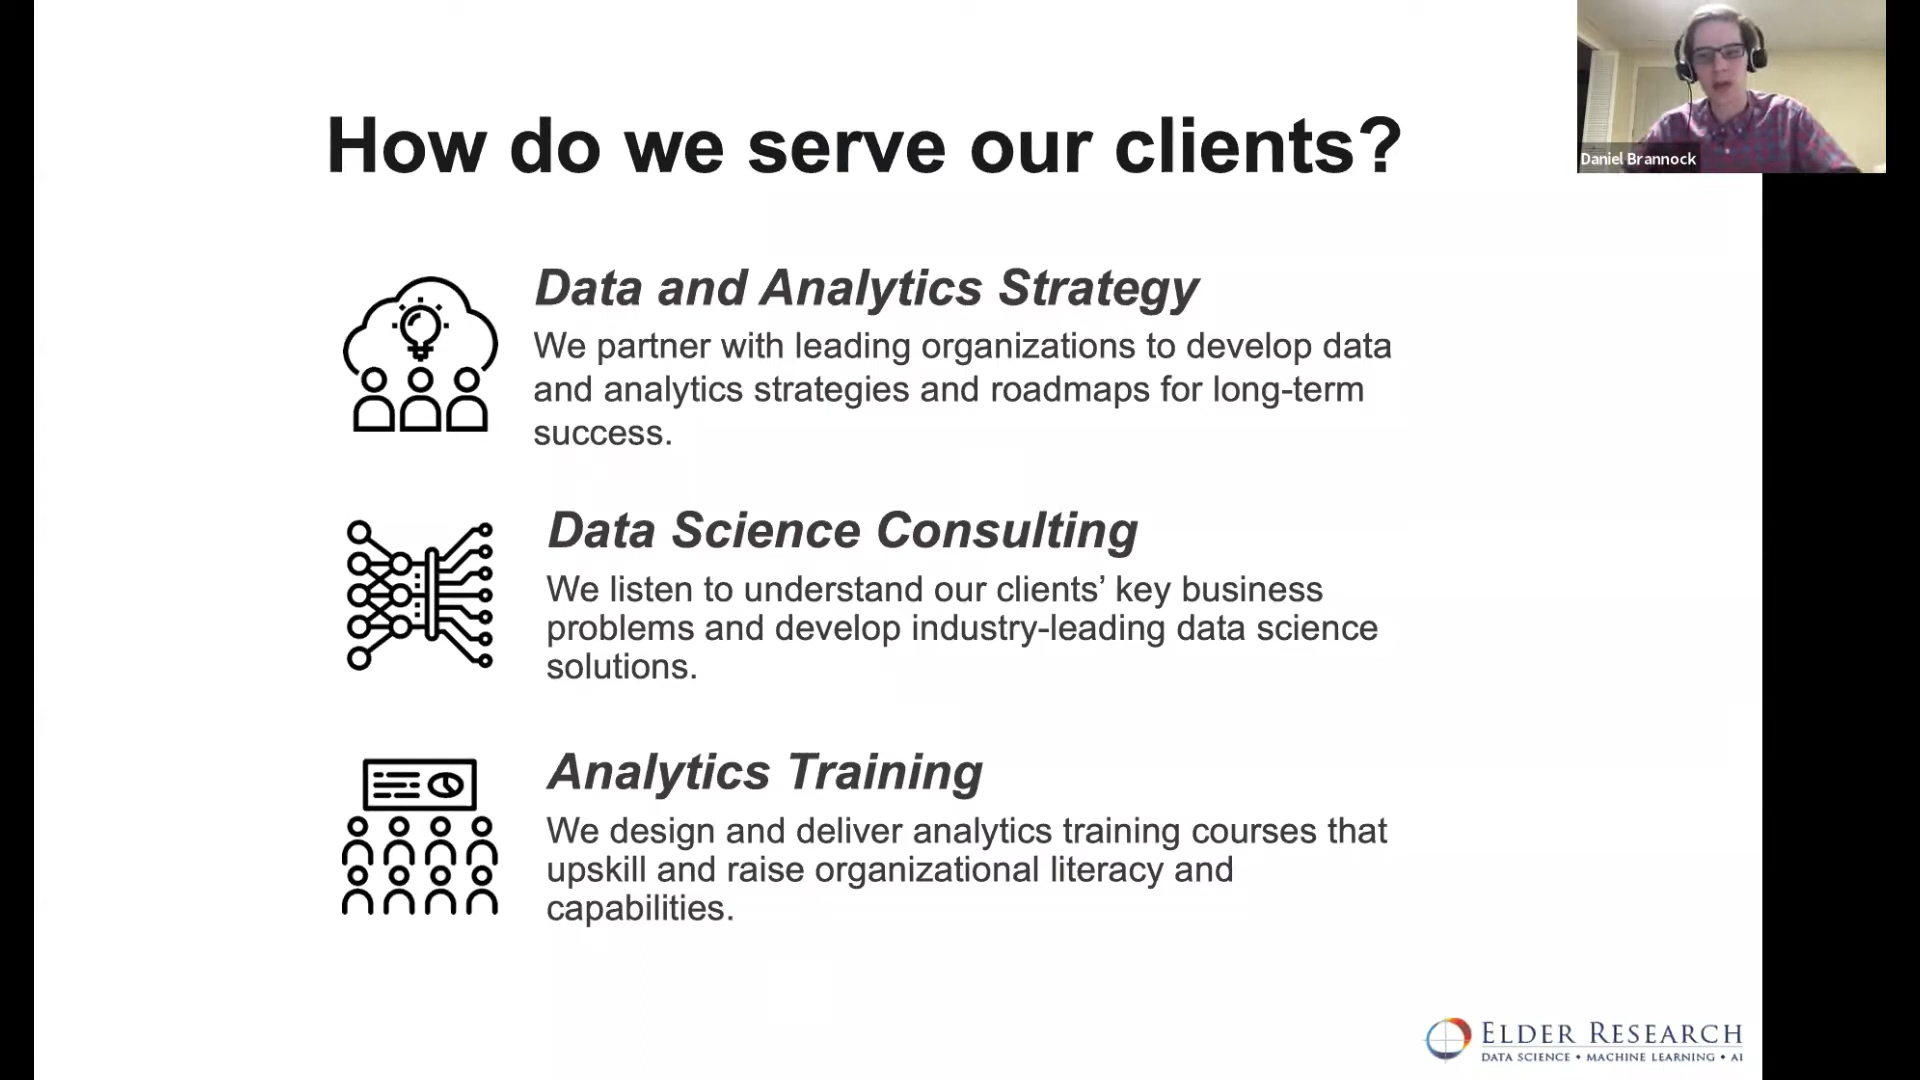 How do we serve our clients?
Daniel Brannock
Data and Analytics Strategy
We partner with leading organizations to develop data
and analytics strategies and roadmaps for long-term
success.
Data Science Consulting
We listen to understand our clients’ key business
problems and develop industry-leading data science
solutions.
Analytics Training
We design and deliver analytics training courses that
upskill and raise organizational literacy and
capabilities.
ELDER RESEARCH
DATA SCIENCE • MACHINE LEARNING • AI